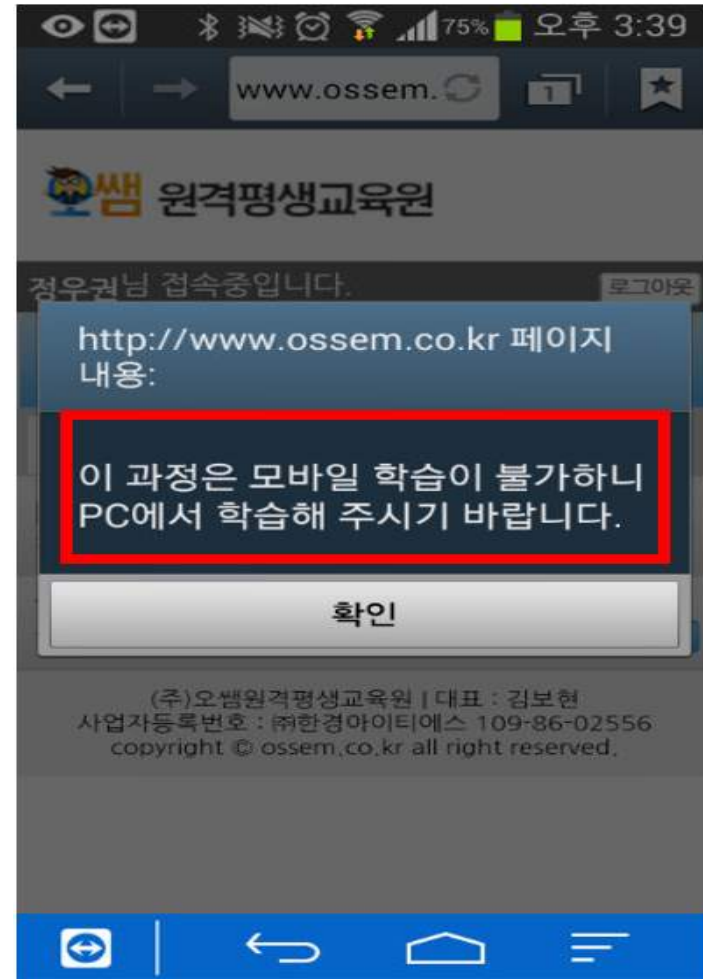 75% 오후 3:39
www.ossem.
1
오쌤 원격평생교육원
정우권님 접속중입니다. 로그아웃
http://www.ossem.co.kr 페이지
내용:
이 과정은 모바일 학습이 불가하니
PC에서 학습해 주시기 바랍니다.
확인
(주)오쌤원격평생교육원 | 대표 : 김보현
사업자등록번호 : ㈜한경아이티에스 109-86-02556
copyright © ossem.co.kr all right reserved.